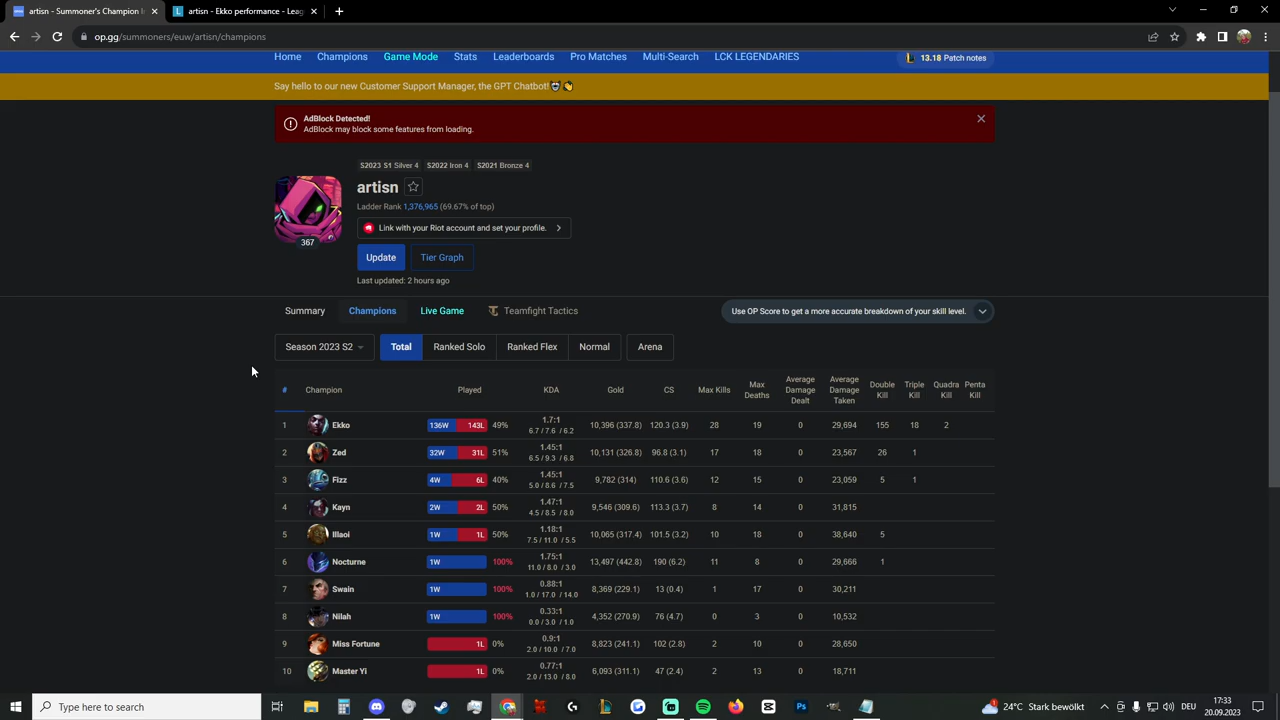 artisn - Summoner's Champion I
artisn - Ekko performance - Leag
op.gg/summoners/euw/artisn/champions
Home Champions Game Mode Stats Leaderboards Pro Matches Multi-Search LCK LEGENDARIES 13.18 Patch notes
Say hello to our new Customer Support Manager, the GPT Chatbot!
AdBlock Detected!
AdBlock may block some features from loading.
S2023 S1 Silver 4 S2022 Iron 4 S2021 Bronze 4
artisn
Ladder Rank 1,376,965 (69.67% of top)
Link with your Riot account and set your profile.
367
Update Tier Graph
Last updated: 2 hours ago
Summary Champions Live Game Teamfight Tactics Use OP Score to get a more accurate breakdown of your skill level.
Season 2023 S2 Total Ranked Solo Ranked Flex Normal Arena
# Champion Played KDA Gold CS Max Kills Max Deaths Average Damage Dealt Average Damage Taken Double Kill Triple Kill Quadra Kill Penta Kill
1 Ekko 136W 143L 49% 1.7:1 6.7 / 7.6 / 6.2 10,396 (337.8) 120.3 (3.9) 28 19 0 29,694 155 18 2
2 Zed 32W 31L 51% 1.45:1 6.5 / 9.3 / 6.8 10,131 (326.8) 96.8 (3.1) 17 18 0 23,567 26 1
3 Fizz 4W 6L 40% 1.45:1 5.0 / 8.6 / 7.5 9,782 (314) 110.6 (3.6) 12 15 0 23,059 5 1
4 Kayn 2W 2L 50% 1.47:1 4.5 / 8.5 / 8.0 9,546 (309.6) 113.3 (3.7) 8 14 0 31,815
5 Illaoi 1W 1L 50% 1.18:1 7.5 / 11.0 / 5.5 10,065 (317.4) 101.5 (3.2) 10 18 0 38,640 5
6 Nocturne 1W 100% 1.75:1 11.0 / 8.0 / 3.0 13,497 (442.8) 190 (6.2) 11 8 0 29,666 1
7 Swain 1W 100% 0.88:1 1.0 / 17.0 / 14.0 8,369 (229.1) 13 (0.4) 1 17 0 30,211
8 Nilah 1W 100% 0.33:1 0.0 / 3.0 / 1.0 4,352 (270.9) 76 (4.7) 0 3 0 10,532
9 Miss Fortune 1L 0% 0.9:1 2.0 / 10.0 / 7.0 8,823 (241.1) 102 (2.8) 2 10 0 28,650
10 Master Yi 1L 0% 0.77:1 2.0 / 13.0 / 8.0 6,093 (311.1) 47 (2.4) 2 13 0 18,711
Type here to search 24°C Stark bewölkt DEU 17:33
20.09.2023